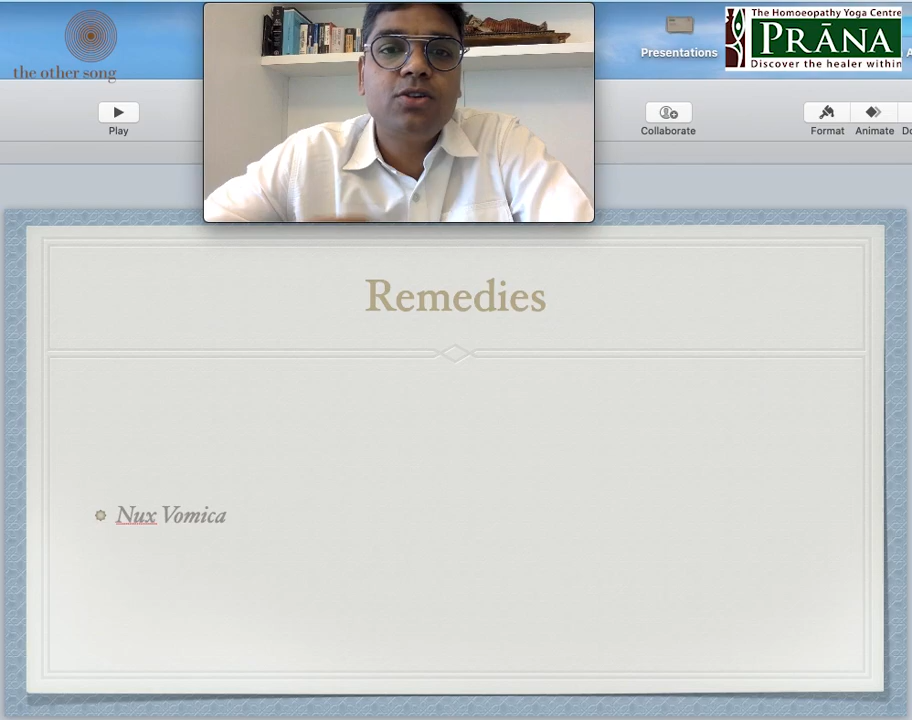 the other song
Presentations
The Homoeopathy Yoga Centre
PRĀNA
Discover the healer within
Play
Collaborate
Format
Animate
Remedies
Nux Vomica